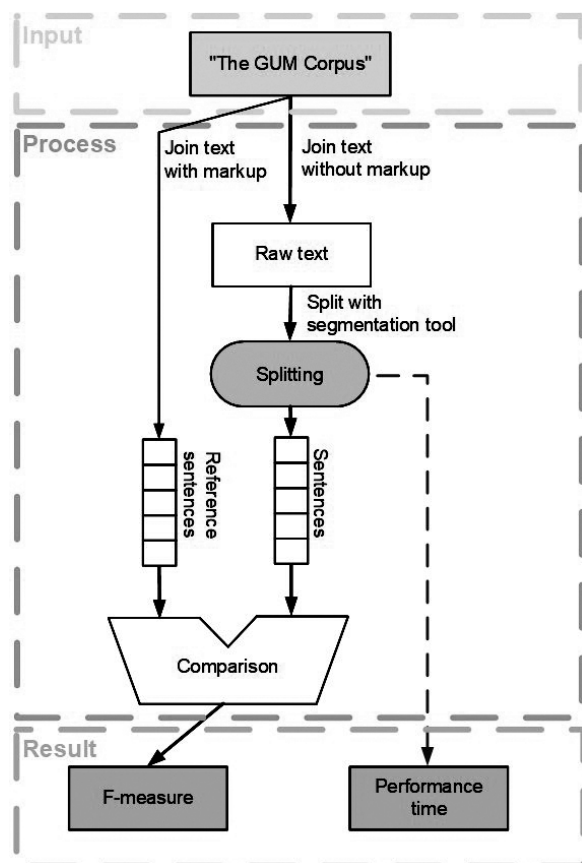 Input
"The GUM Corpus"
Process
Join text
with markup
Join text
without markup
Raw text
Split with
segmentation tool
Splitting
Reference
sentences
Sentences
Comparison
Result
F-measure
Performance
time